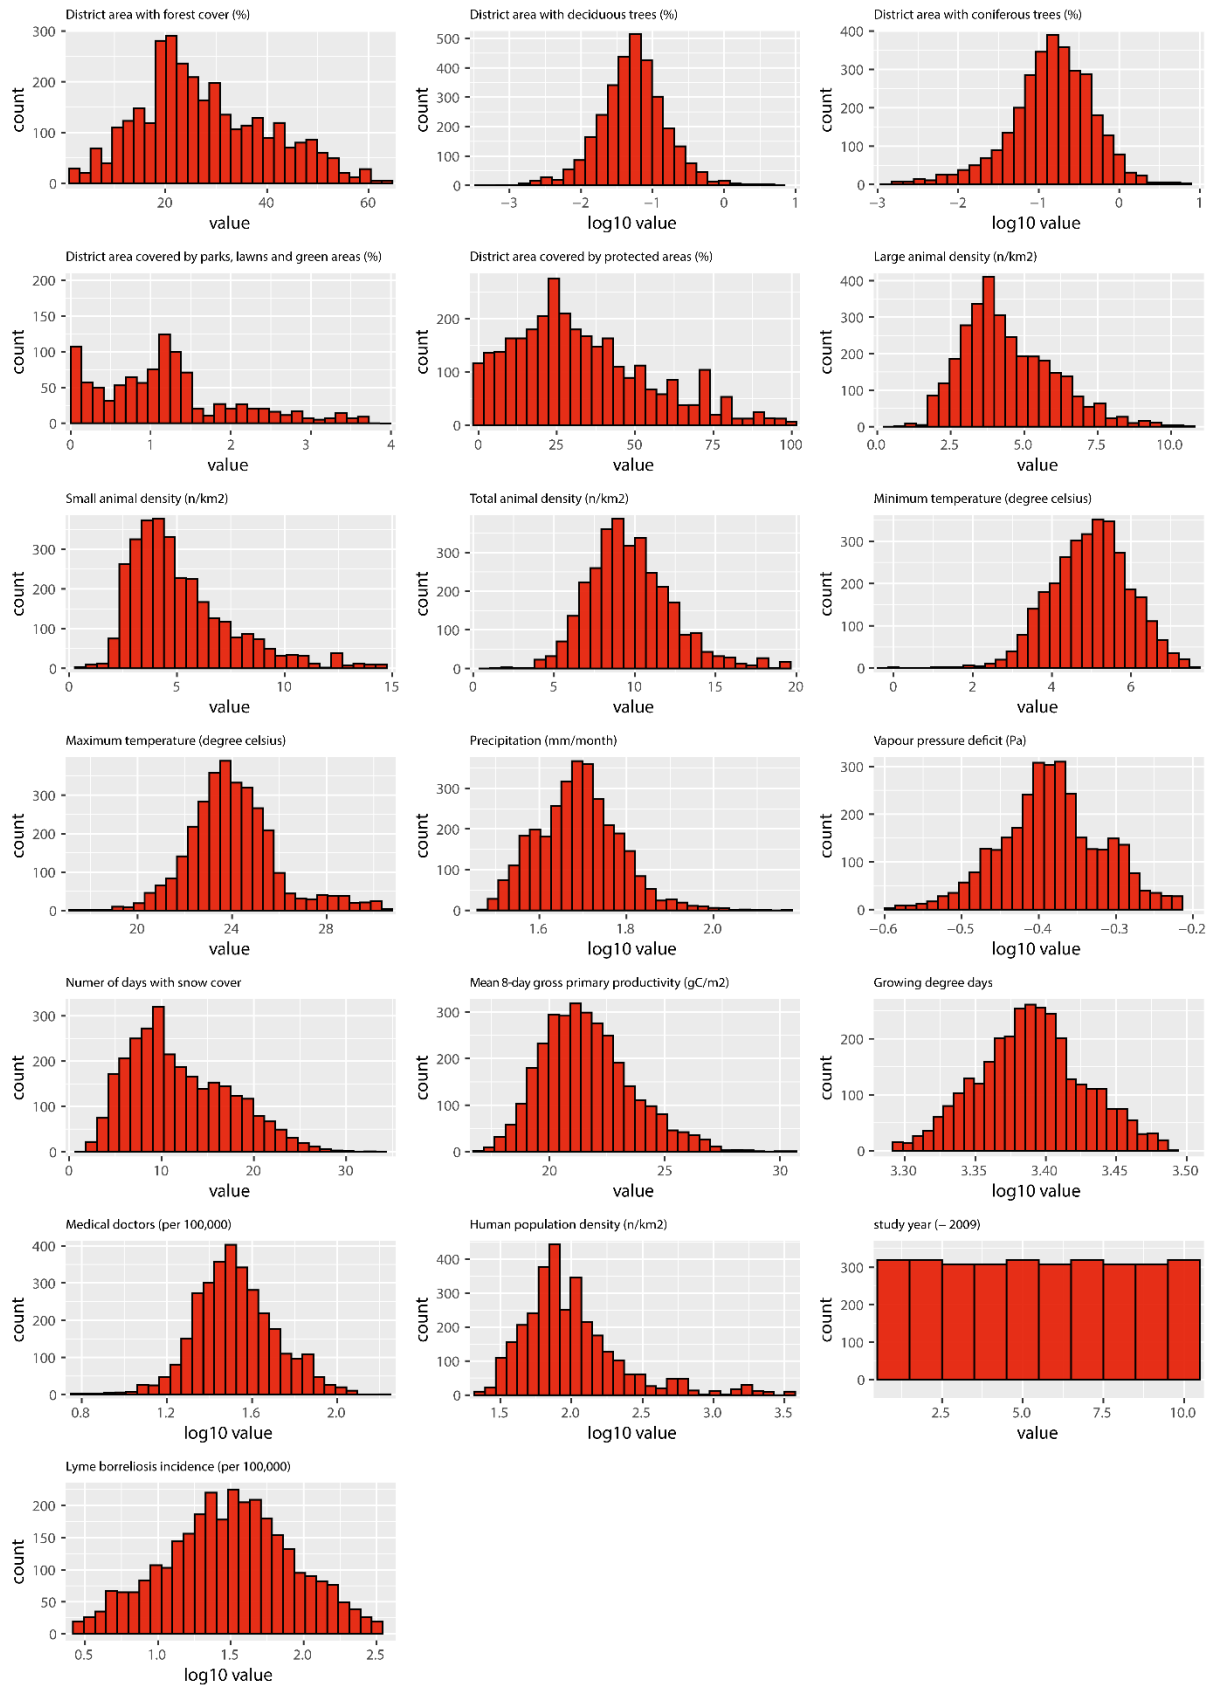 District area with forest cover (%)
300
200
100
0
count
20
40
60
value
District area with deciduous trees (%)
500
400
300
200
100
0
count
−3
−2
−1
0
1
log10 value
District area with coniferous trees (%)
400
300
200
100
0
count
−3
−2
−1
0
1
log10 value
District area covered by parks, lawns and green areas (%)
200
150
100
50
0
count
0
1
2
3
4
value
District area covered by protected areas (%)
200
100
0
count
0
25
50
75
100
value
Large animal density (n/km2)
400
300
200
100
0
count
0.0
2.5
5.0
7.5
10.0
value
Small animal density (n/km2)
300
200
100
0
count
0
5
10
15
value
Total animal density (n/km2)
300
200
100
0
count
0
5
10
15
20
value
Minimum temperature (degree celsius)
300
200
100
0
count
0
2
4
6
value
Maximum temperature (degree celsius)
300
200
100
0
count
20
24
28
value
Precipitation (mm/month)
300
200
100
0
count
1.6
1.8
2.0
log10 value
Vapour pressure deficit (Pa)
300
200
100
0
count
−0.6
−0.5
−0.4
−0.3
−0.2
log10 value
Numer of days with snow cover
300
200
100
0
count
0
10
20
30
value
Mean 8-day gross primary productivity (gC/m2)
300
200
100
0
count
20
25
30
value
Growing degree days
200
100
0
count
3.30
3.35
3.40
3.45
3.50
log10 value
Medical doctors (per 100,000)
400
300
200
100
0
count
0.8
1.2
1.6
2.0
log10 value
Human population density (n/km2)
400
300
200
100
0
count
1.5
2.0
2.5
3.0
3.5
log10 value
study year (− 2009)
300
200
100
0
count
2.5
5.0
7.5
10.0
value
Lyme borreliosis incidence (per 100,000)
200
150
100
50
0
count
0.5
1.0
1.5
2.0
2.5
log10 value